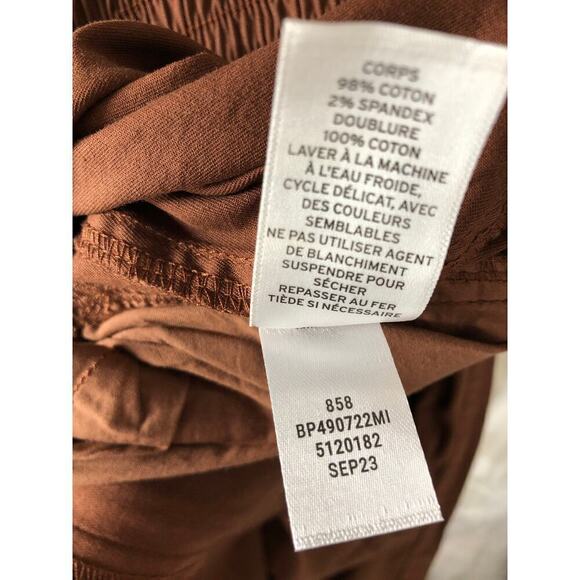 CORPS
98% COTON
2% SPANDEX
DOUBLURE
100% COTON
LAVER À LA MACHINE
À L'EAU FROIDE,
CYCLE DÉLICAT, AVEC
DES COULEURS
SEMBLABLES
NE PAS UTILISER AGENT
DE BLANCHIMENT
SUSPENDRE POUR
SÉCHER
REPASSER AU FER
TIÈDE SI NÉCESSAIRE
858
BP490722MI
5120182
SEP23